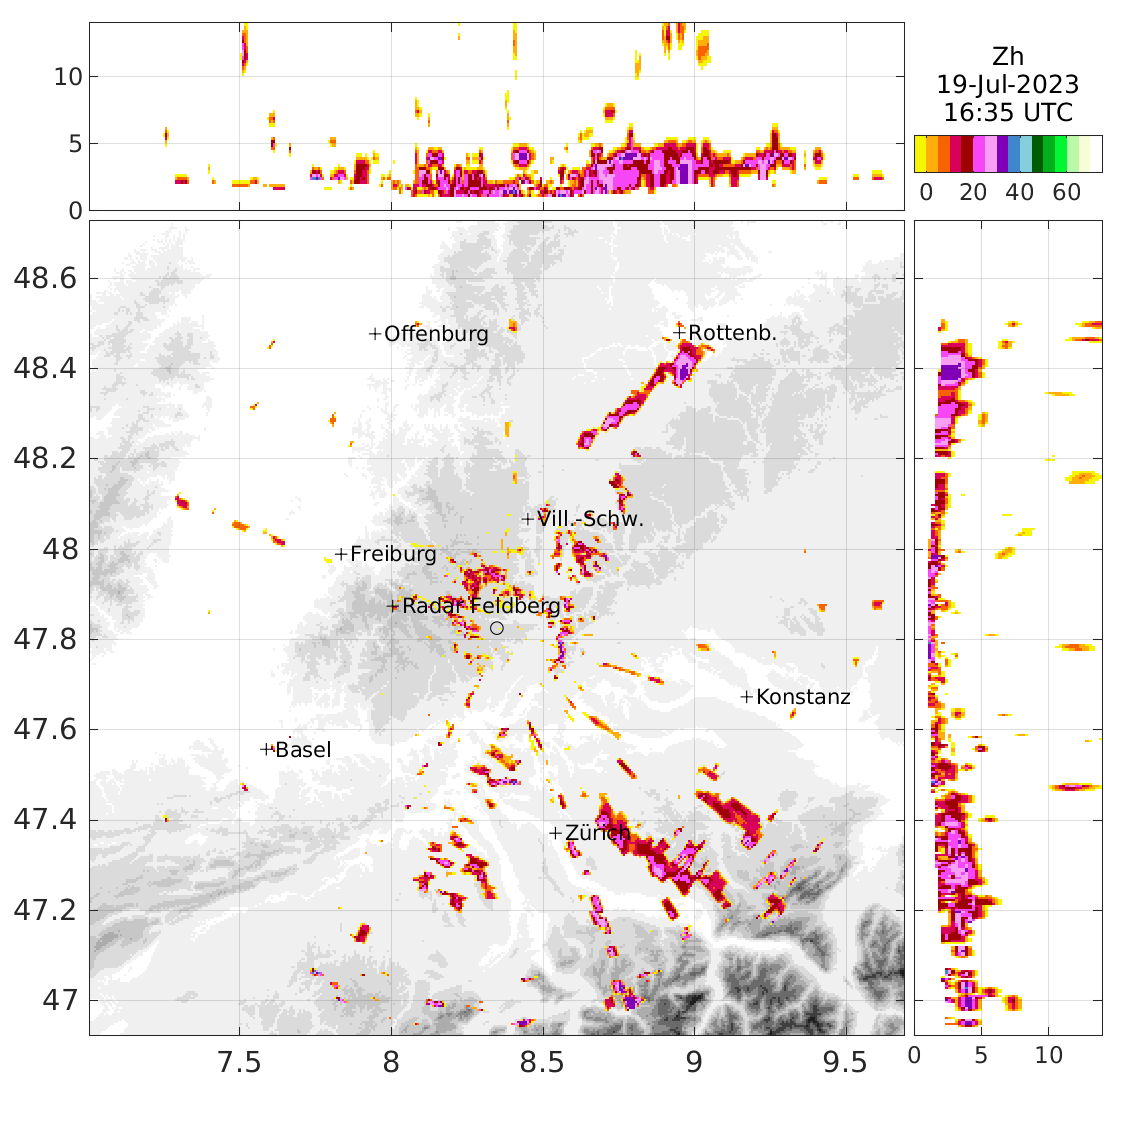 Zh
19-Jul-2023
16:35 UTC
0 20 40 60
10
5
0
48.6
48.4
48.2
48
47.8
47.6
47.4
47.2
47
+Offenburg
+Rottenb.
+Vill.-Schw.
+Freiburg
+Radar Feldberg
+Konstanz
+Basel
+Zürich
7.5 8 8.5 9 9.5
0 5 10